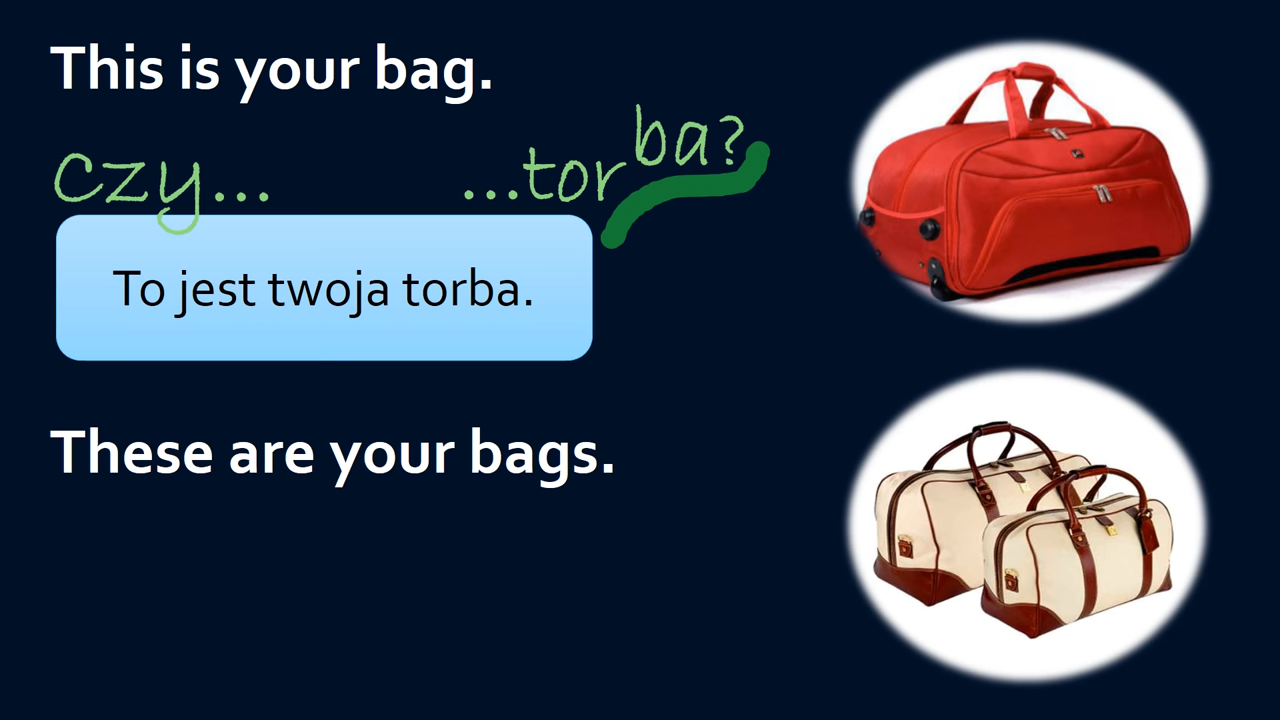 This is your bag.
czy... ...torba?
To jest twoja torba.
These are your bags.